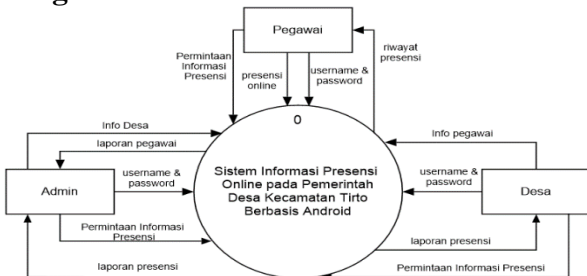 Pegawai
Permintaan
Informasi
Presensi
presensi
online
username &
password
riwayat
presensi
0
Info Desa
laporan pegawai
Info pegawai
Admin
username &
password
Sistem Informasi Presensi
Online pada Pemerintah
Desa Kecamatan Tirto
Berbasis Android
username &
password
Desa
Permintaan Informasi
Presensi
laporan presensi
laporan presensi
Permintaan Informasi Presensi